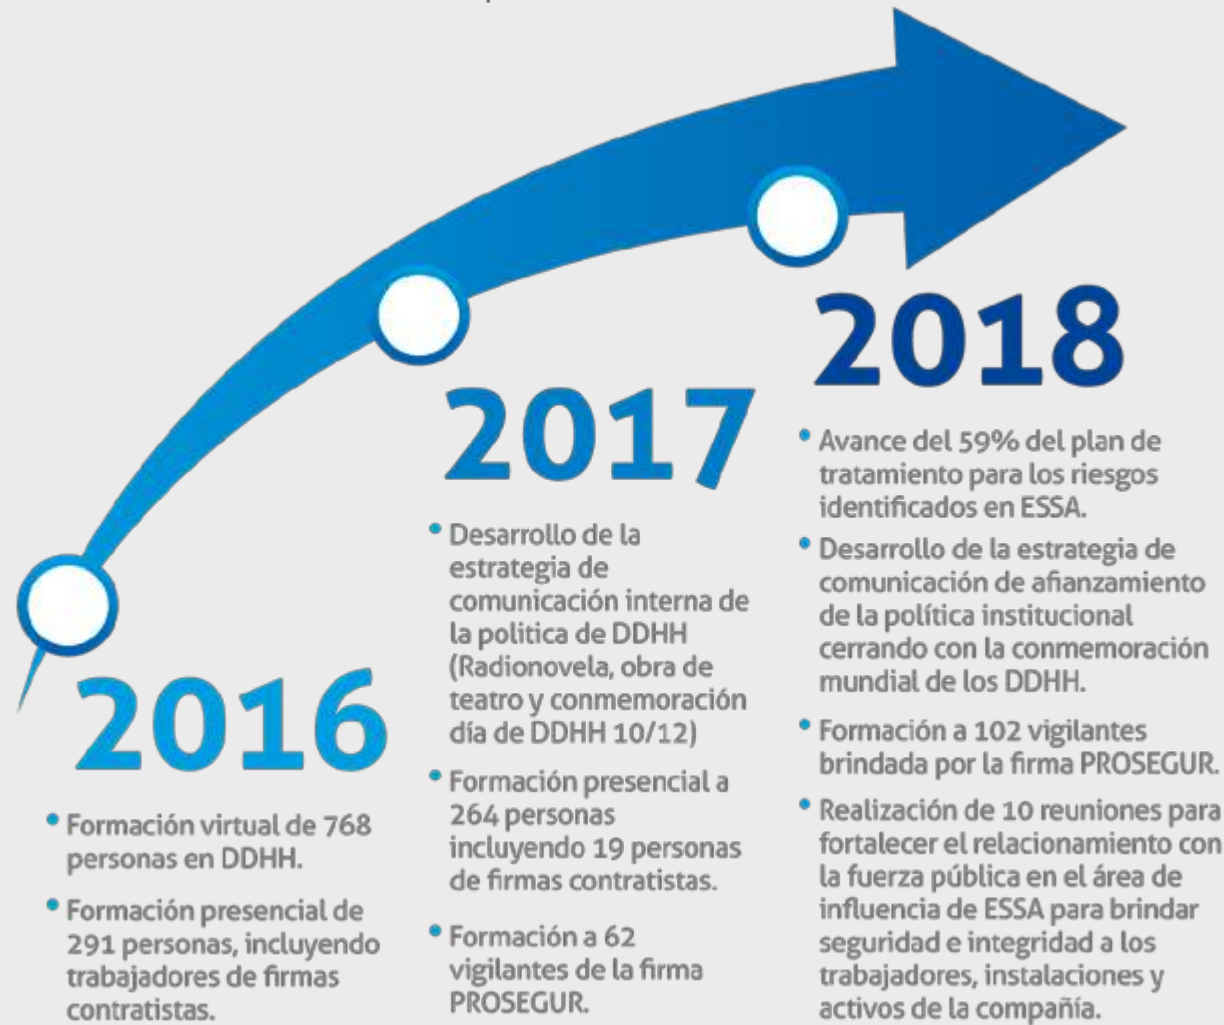 2016
• Formación virtual de 768
personas en DDHH.
• Formación presencial de
291 personas, incluyendo
trabajadores de firmas
contratistas.
2017
• Desarrollo de la
estrategia de
comunicación interna de
la politica de DDHH
(Radionovela, obra de
teatro y conmemoración
día de DDHH 10/12)
• Formación presencial a
264 personas
incluyendo 19 personas
de firmas contratistas.
• Formación a 62
vigilantes de la firma
PROSEGUR.
2018
• Avance del 59% del plan de
tratamiento para los riesgos
identificados en ESSA.
• Desarrollo de la estrategia de
comunicación de afianzamiento
de la política institucional
cerrando con la conmemoración
mundial de los DDHH.
• Formación a 102 vigilantes
brindada por la firma PROSEGUR.
• Realización de 10 reuniones para
fortalecer el relacionamiento con
la fuerza pública en el área de
influencia de ESSA para brindar
seguridad e integridad a los
trabajadores, instalaciones y
activos de la compañía.